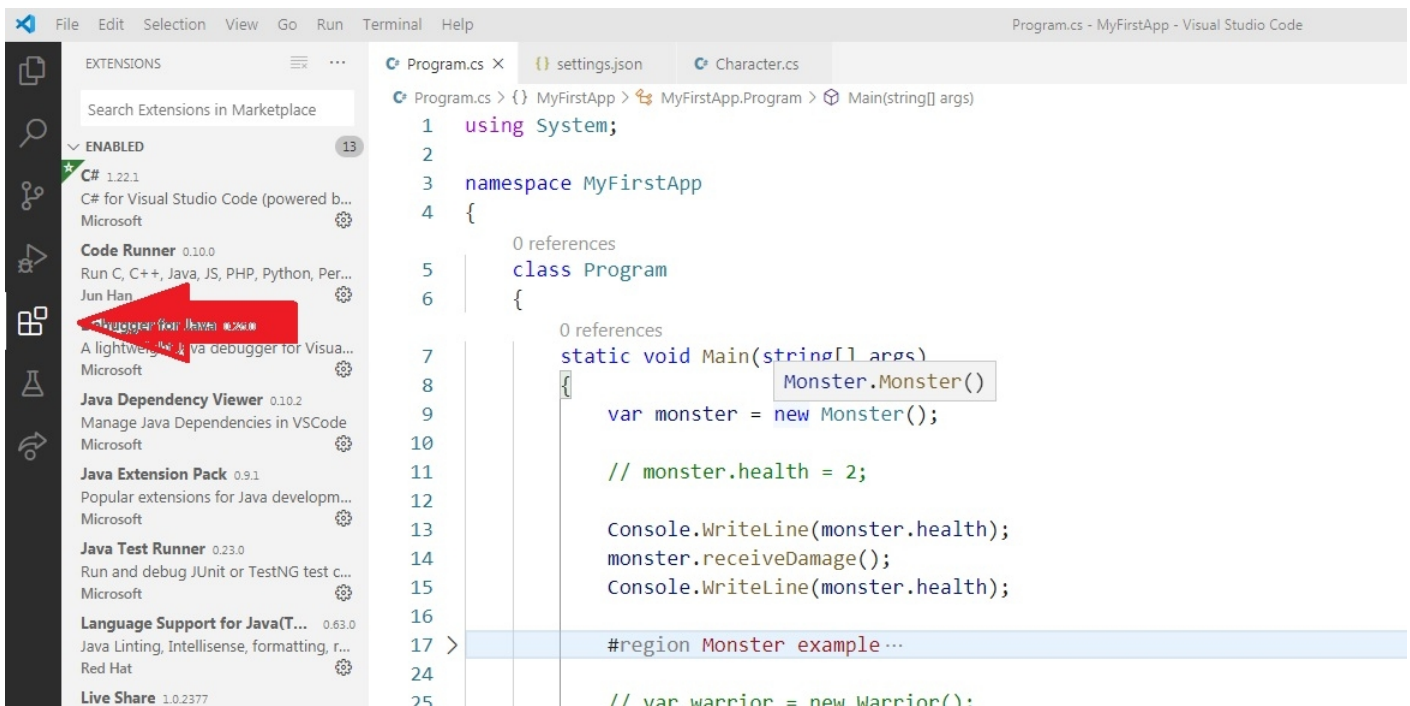 File Edit Selection View Go Run Terminal Help Program.cs - MyFirstApp - Visual Studio Code
EXTENSIONS
Search Extensions in Marketplace
ENABLED 13
C# 1.22.1
C# for Visual Studio Code (powered b...
Microsoft
Code Runner 0.10.0
Run C, C++, Java, JS, PHP, Python, Per...
Jun Han
for Java
A lightweight Java debugger for Visua...
Microsoft
Java Dependency Viewer 0.10.2
Manage Java Dependencies in VSCode
Microsoft
Java Extension Pack 0.9.1
Popular extensions for Java developm...
Microsoft
Java Test Runner 0.23.0
Run and debug JUnit or TestNG test c...
Microsoft
Language Support for Java(T... 0.63.0
Java Linting, Intellisense, formatting, r...
Red Hat
Live Share 1.0.2377
Program.cs {} settings.json Character.cs
Program.cs > {} MyFirstApp > MyFirstApp.Program > Main(string[] args)
1 using System;
2
3 namespace MyFirstApp
4 {
0 references
5 class Program
6 {
0 references
7 static void Main(string[] args)
Monster.Monster()
8 {
9 var monster = new Monster();
10
11 // monster.health = 2;
12
13 Console.WriteLine(monster.health);
14 monster.receiveDamage();
15 Console.WriteLine(monster.health);
16
17 > #region Monster example ...
24
25 // var warrior = new Warrior();